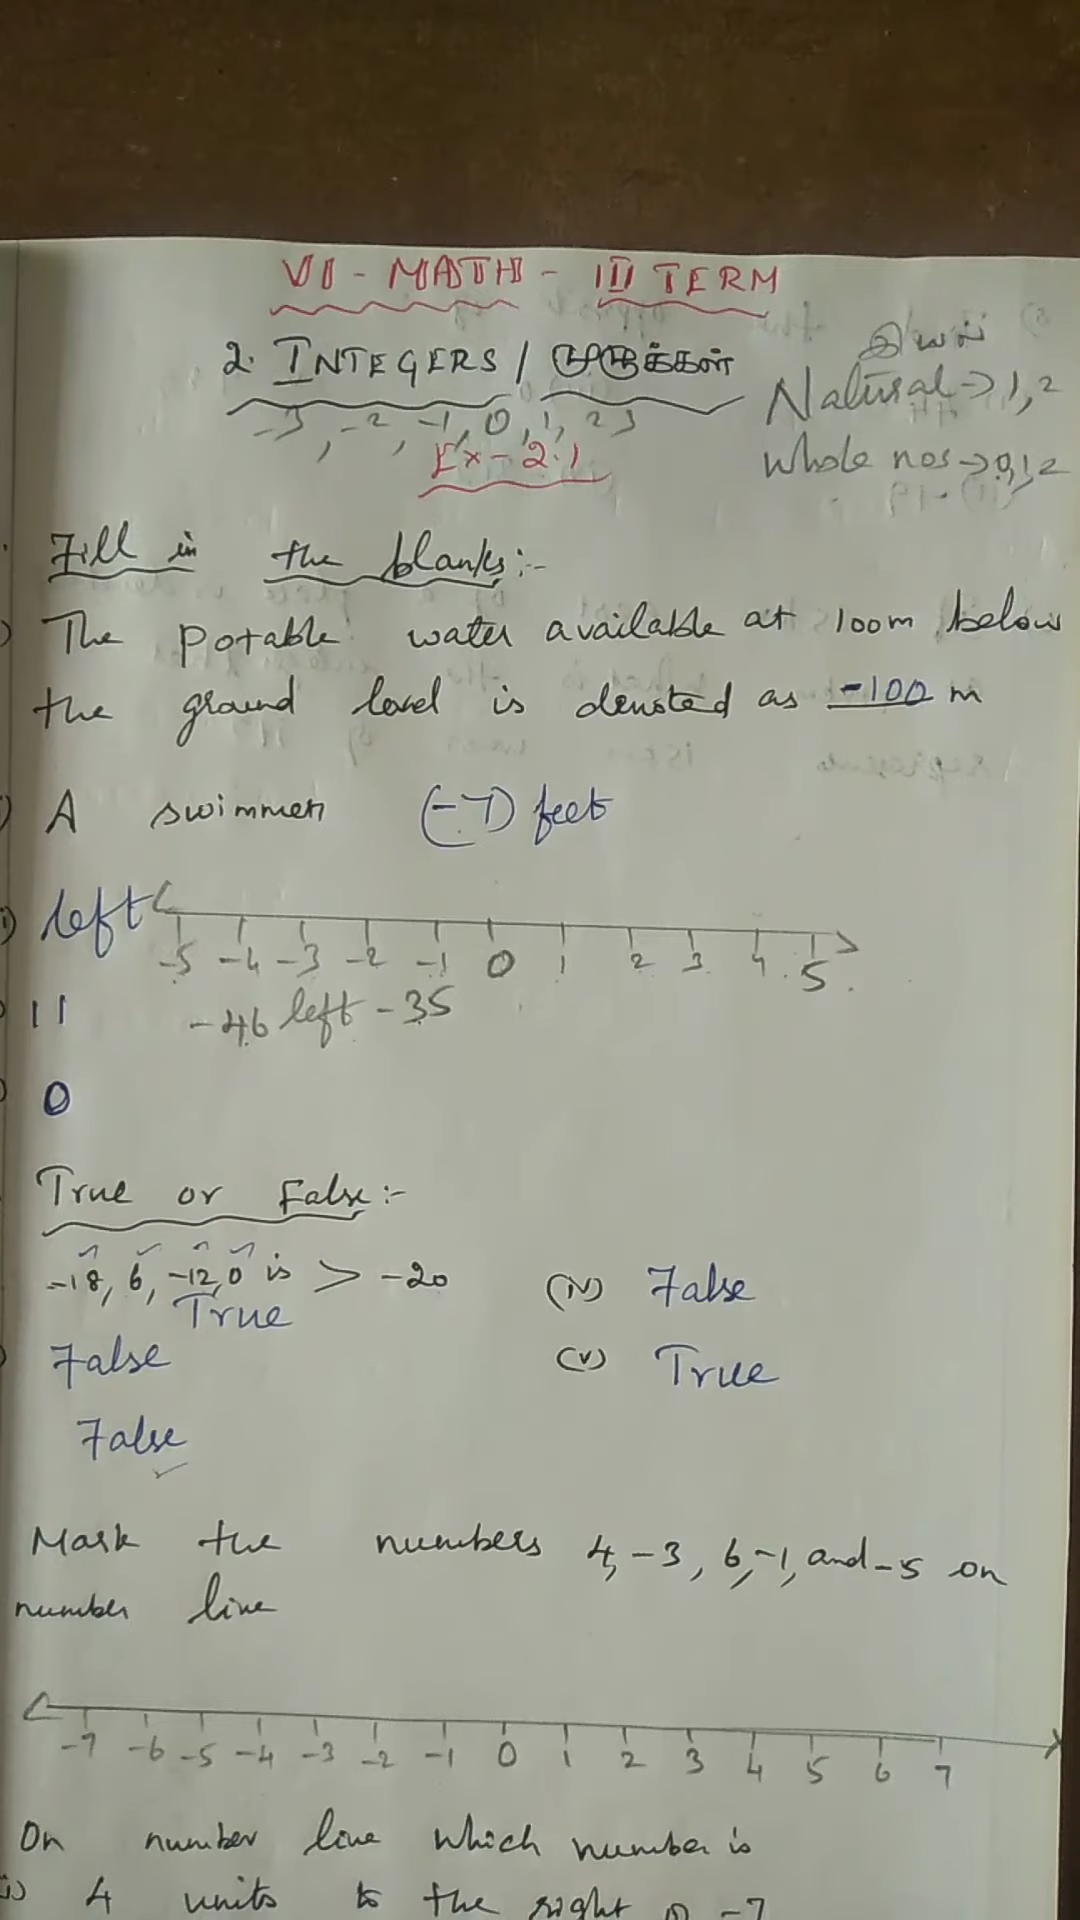 VI - MATH - III TERM
2. INTEGERS / முழுக்கள்
இயல்
Natural → 1, 2
-3, -2, -1, 0, 1, 2 3
Whole nos → 0, 1, 2
Ex - 2.1
Fill in the blanks :-
The potable water available at 100m below
the ground level is denoted as -100 m
A swimmer (-7) feet
left
-5 -4 -3 -2 -1 0 1 2 3 4 5
11 -46 left -35
0
True or False :-
-18, 6, -12, 0 is > -20
True
(iv) False
False
(v) True
False
Mark the numbers 4, -3, 6, -1, and -5 on
number line
-7 -6 -5 -4 -3 -2 -1 0 1 2 3 4 5 6 7
On number line which number is
4 units to the right of -7